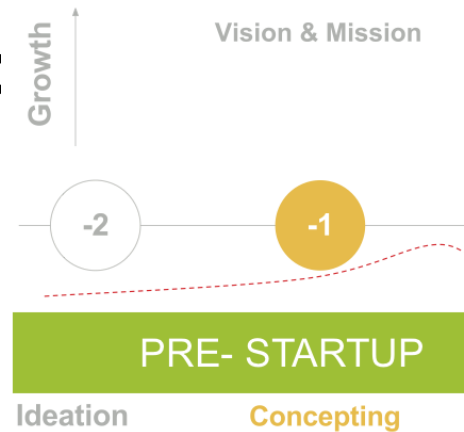 Vision & Mission
Growth
-2
-1
PRE- STARTUP
Ideation
Concepting